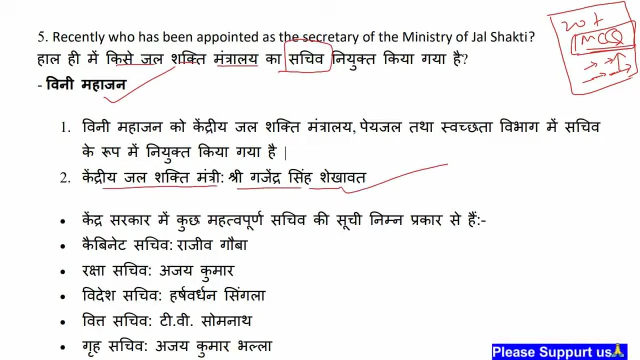 5. Recently who has been appointed as the secretary of the Ministry of Jal Shakti?
हाल ही में किसे जल शक्ति मंत्रालय का सचिव नियुक्त किया गया है?
- विनी महाजन
1. विनी महाजन को केंद्रीय जल शक्ति मंत्रालय, पेयजल तथा स्वच्छता विभाग में सचिव
के रूप में नियुक्त किया गया है |
2. केंद्रीय जल शक्ति मंत्री: श्री गजेंद्र सिंह शेखावत
• केंद्र सरकार में कुछ महत्वपूर्ण सचिव की सूची निम्न प्रकार से हैं:-
• कैबिनेट सचिव: राजीव गौबा
• रक्षा सचिव: अजय कुमार
• विदेश सचिव: हर्षवर्धन सिंगला
• वित्त सचिव: टी.वी. सोमनाथ
• गृह सचिव: अजय कुमार भल्ला
20+
MCQ
Please Suppurt us